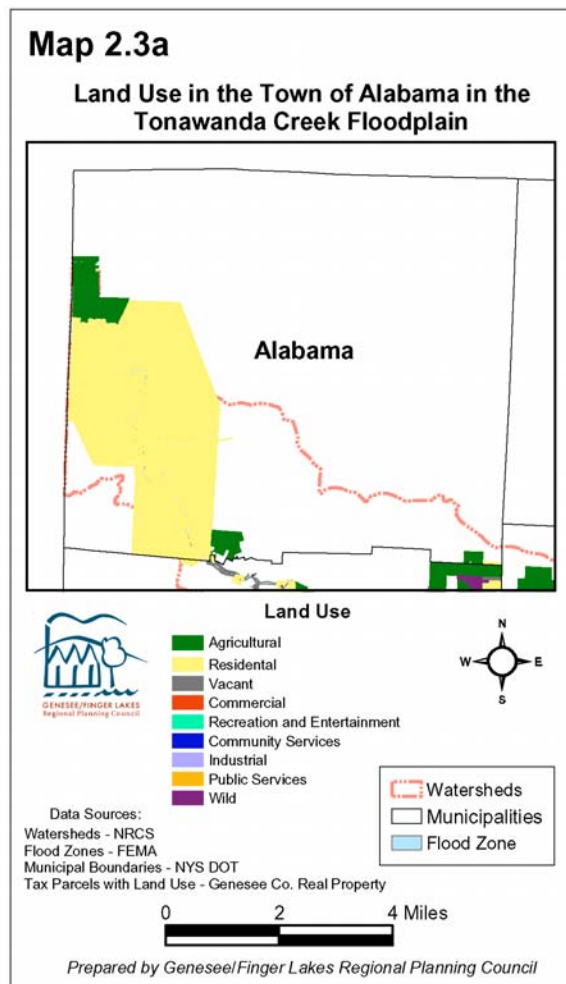 Map 2.3a
Land Use in the Town of Alabama in the
Tonawanda Creek Floodplain
Alabama
Land Use
Agricultural
Residental
Vacant
Commercial
Recreation and Entertainment
Community Services
Industrial
Public Services
Wild
GENESEE/FINGER LAKES
Regional Planning Council
N
W E
S
Watersheds
Municipalities
Flood Zone
Data Sources:
Watersheds - NRCS
Flood Zones - FEMA
Municipal Boundaries - NYS DOT
Tax Parcels with Land Use - Genesee Co. Real Property
0 2 4 Miles
Prepared by Genesee/Finger Lakes Regional Planning Council